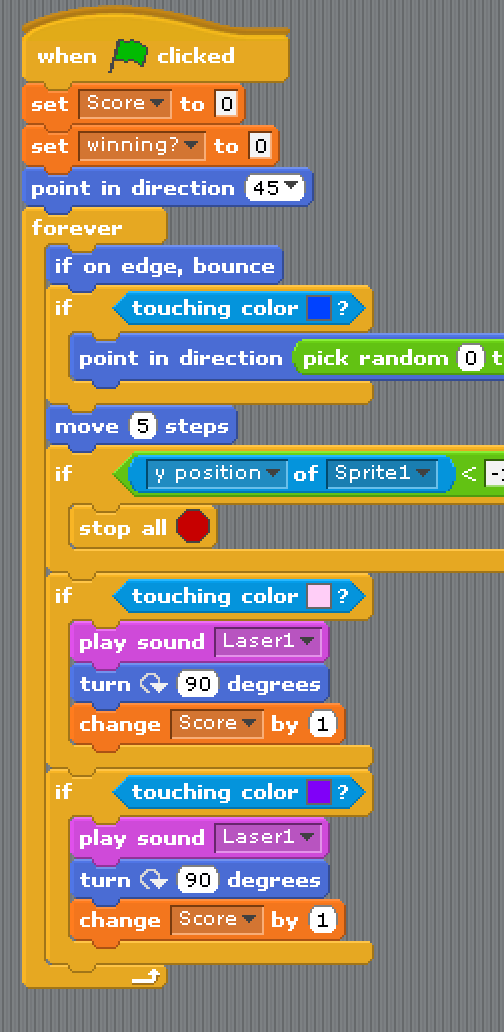 when clicked
set Score to 0
set winning? to 0
point in direction 45
forever
if on edge, bounce
if touching color ?
point in direction pick random 0
move 5 steps
if y position of Sprite1 <
stop all
if touching color ?
play sound Laser1
turn 90 degrees
change Score by 1
if touching color ?
play sound Laser1
turn 90 degrees
change Score by 1